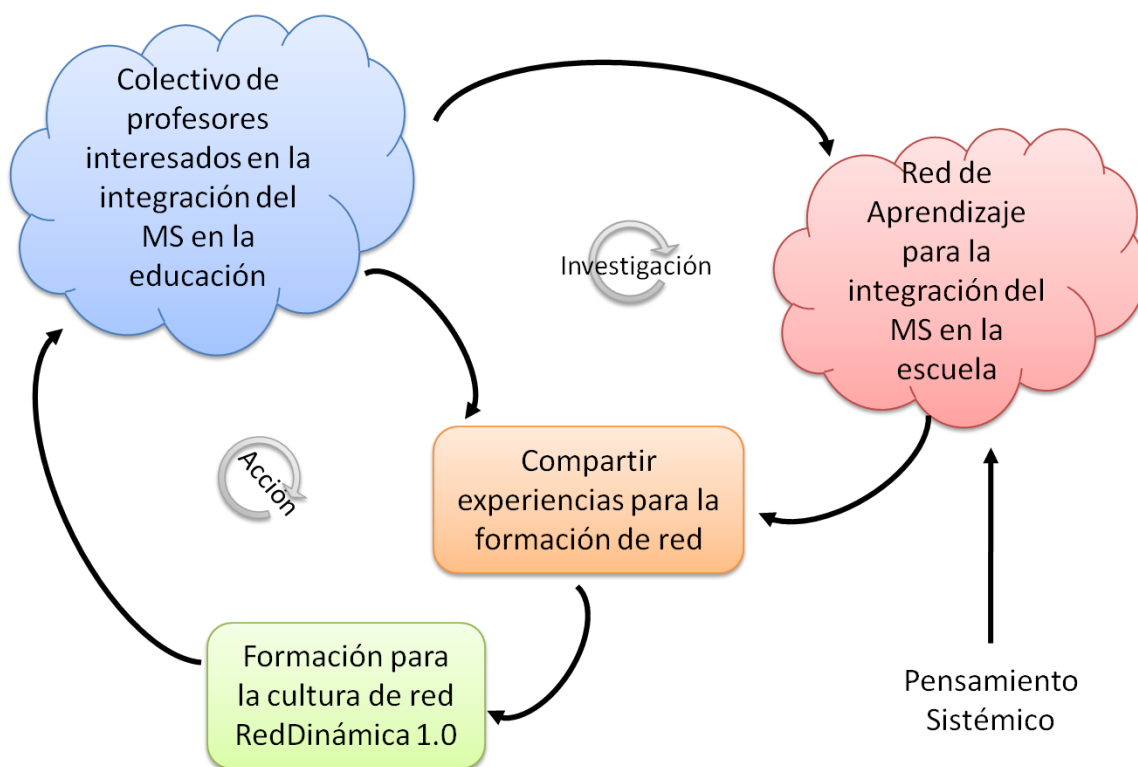 Colectivo de
profesores
interesados en la
integración del
MS en la
educación
Red de
Aprendizaje
para la
integración del
MS en la
escuela
Investigación
Acción
Compartir
experiencias para la
formación de red
Formación para
la cultura de red
RedDinámica 1.0
Pensamiento
Sistémico